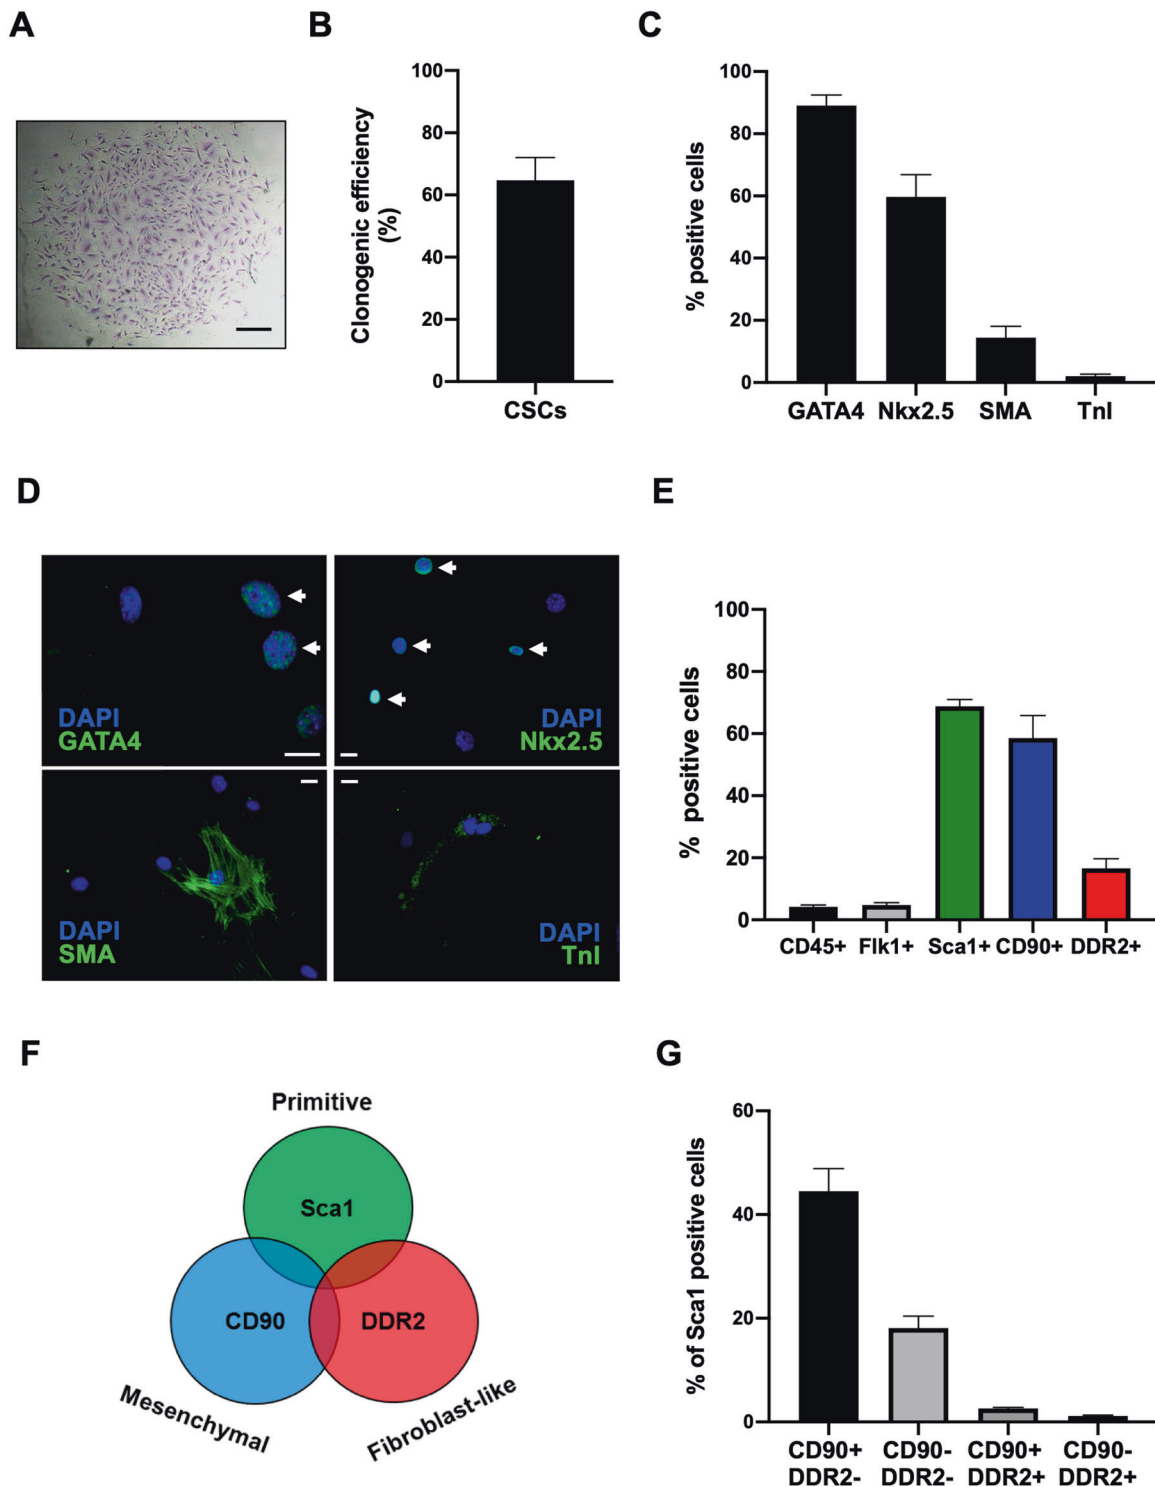 A
B
C
100
80
60
40
20
0
Clonogenic efficiency
(%)
CSCs
100
80
60
40
20
0
% positive cells
GATA4 Nkx2.5 SMA TnI
D
E
DAPI
GATA4
DAPI
Nkx2.5
DAPI
SMA
DAPI
TnI
100
80
60
40
20
0
% positive cells
CD45+ Flk1+ Sca1+ CD90+ DDR2+
F
G
Primitive
Sca1
CD90
DDR2
Mesenchymal
Fibroblast-like
60
40
20
0
% of Sca1 positive cells
CD90+ CD90- CD90+ CD90-
DDR2- DDR2- DDR2+ DDR2+